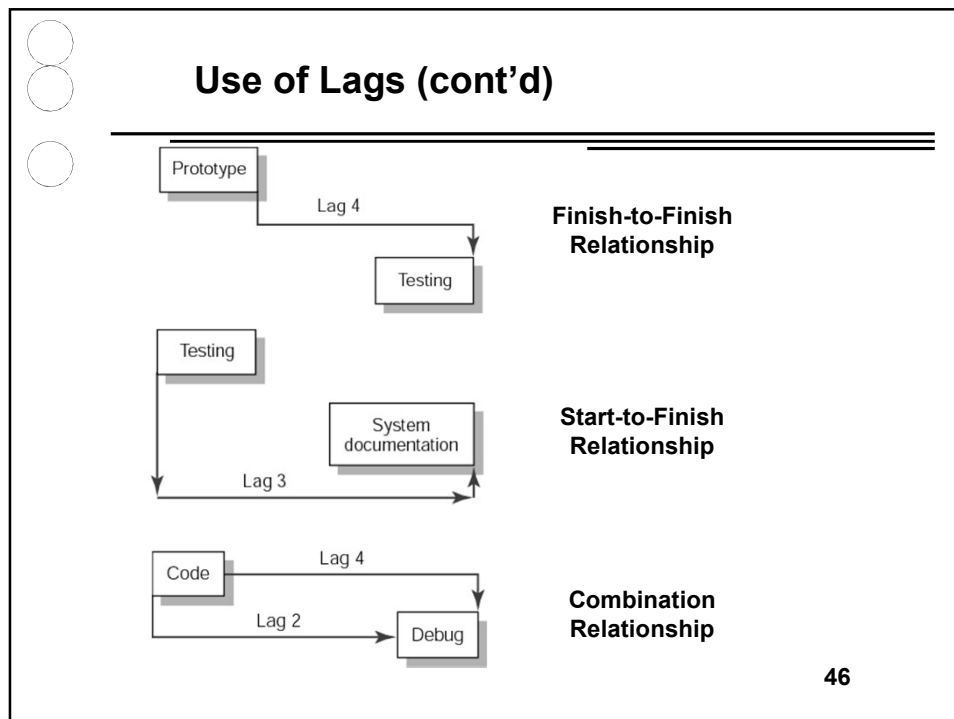 Use of Lags (cont'd)
Prototype
Lag 4
Testing
Finish-to-Finish
Relationship
Testing
System
documentation
Lag 3
Start-to-Finish
Relationship
Code
Lag 4
Lag 2
Debug
Combination
Relationship
46